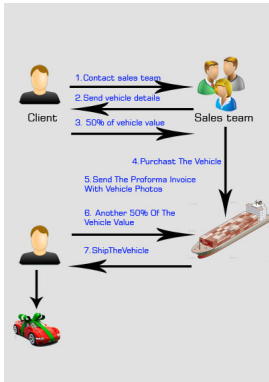 1.Contact sales team
2.Send vehicle details
Client
Sales team
3. 50% of vehicle value
4.Purchast The Vehicle
5.Send The Proforma Invoice
With Vehicle Photos
6. Another 50% Of The
Vehicle Value
7.ShipTheVehicle